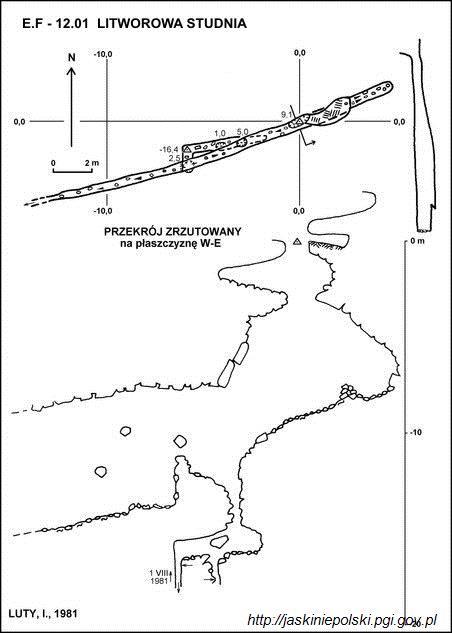 E.F - 12.01 LITWOROWA STUDNIA
-10,0
0,0
N
0,0
9,1
0,0
1,0
5,0
-16,4
2,5
0
2 m
-10,0
0,0
PRZEKRÓJ ZRZUTOWANY
na płaszczyznę W-E
0 m
-10
1 VIII
1981
LUTY, I., 1981
http://jaskiniepolski.pgi.gov.pl
-20